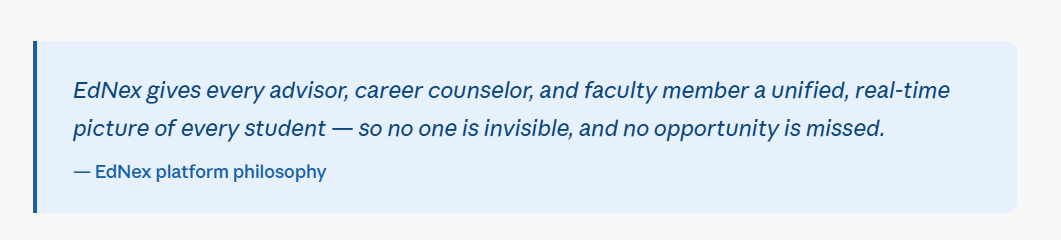 EdNex gives every advisor, career counselor, and faculty member a unified, real-time
picture of every student — so no one is invisible, and no opportunity is missed.
— EdNex platform philosophy